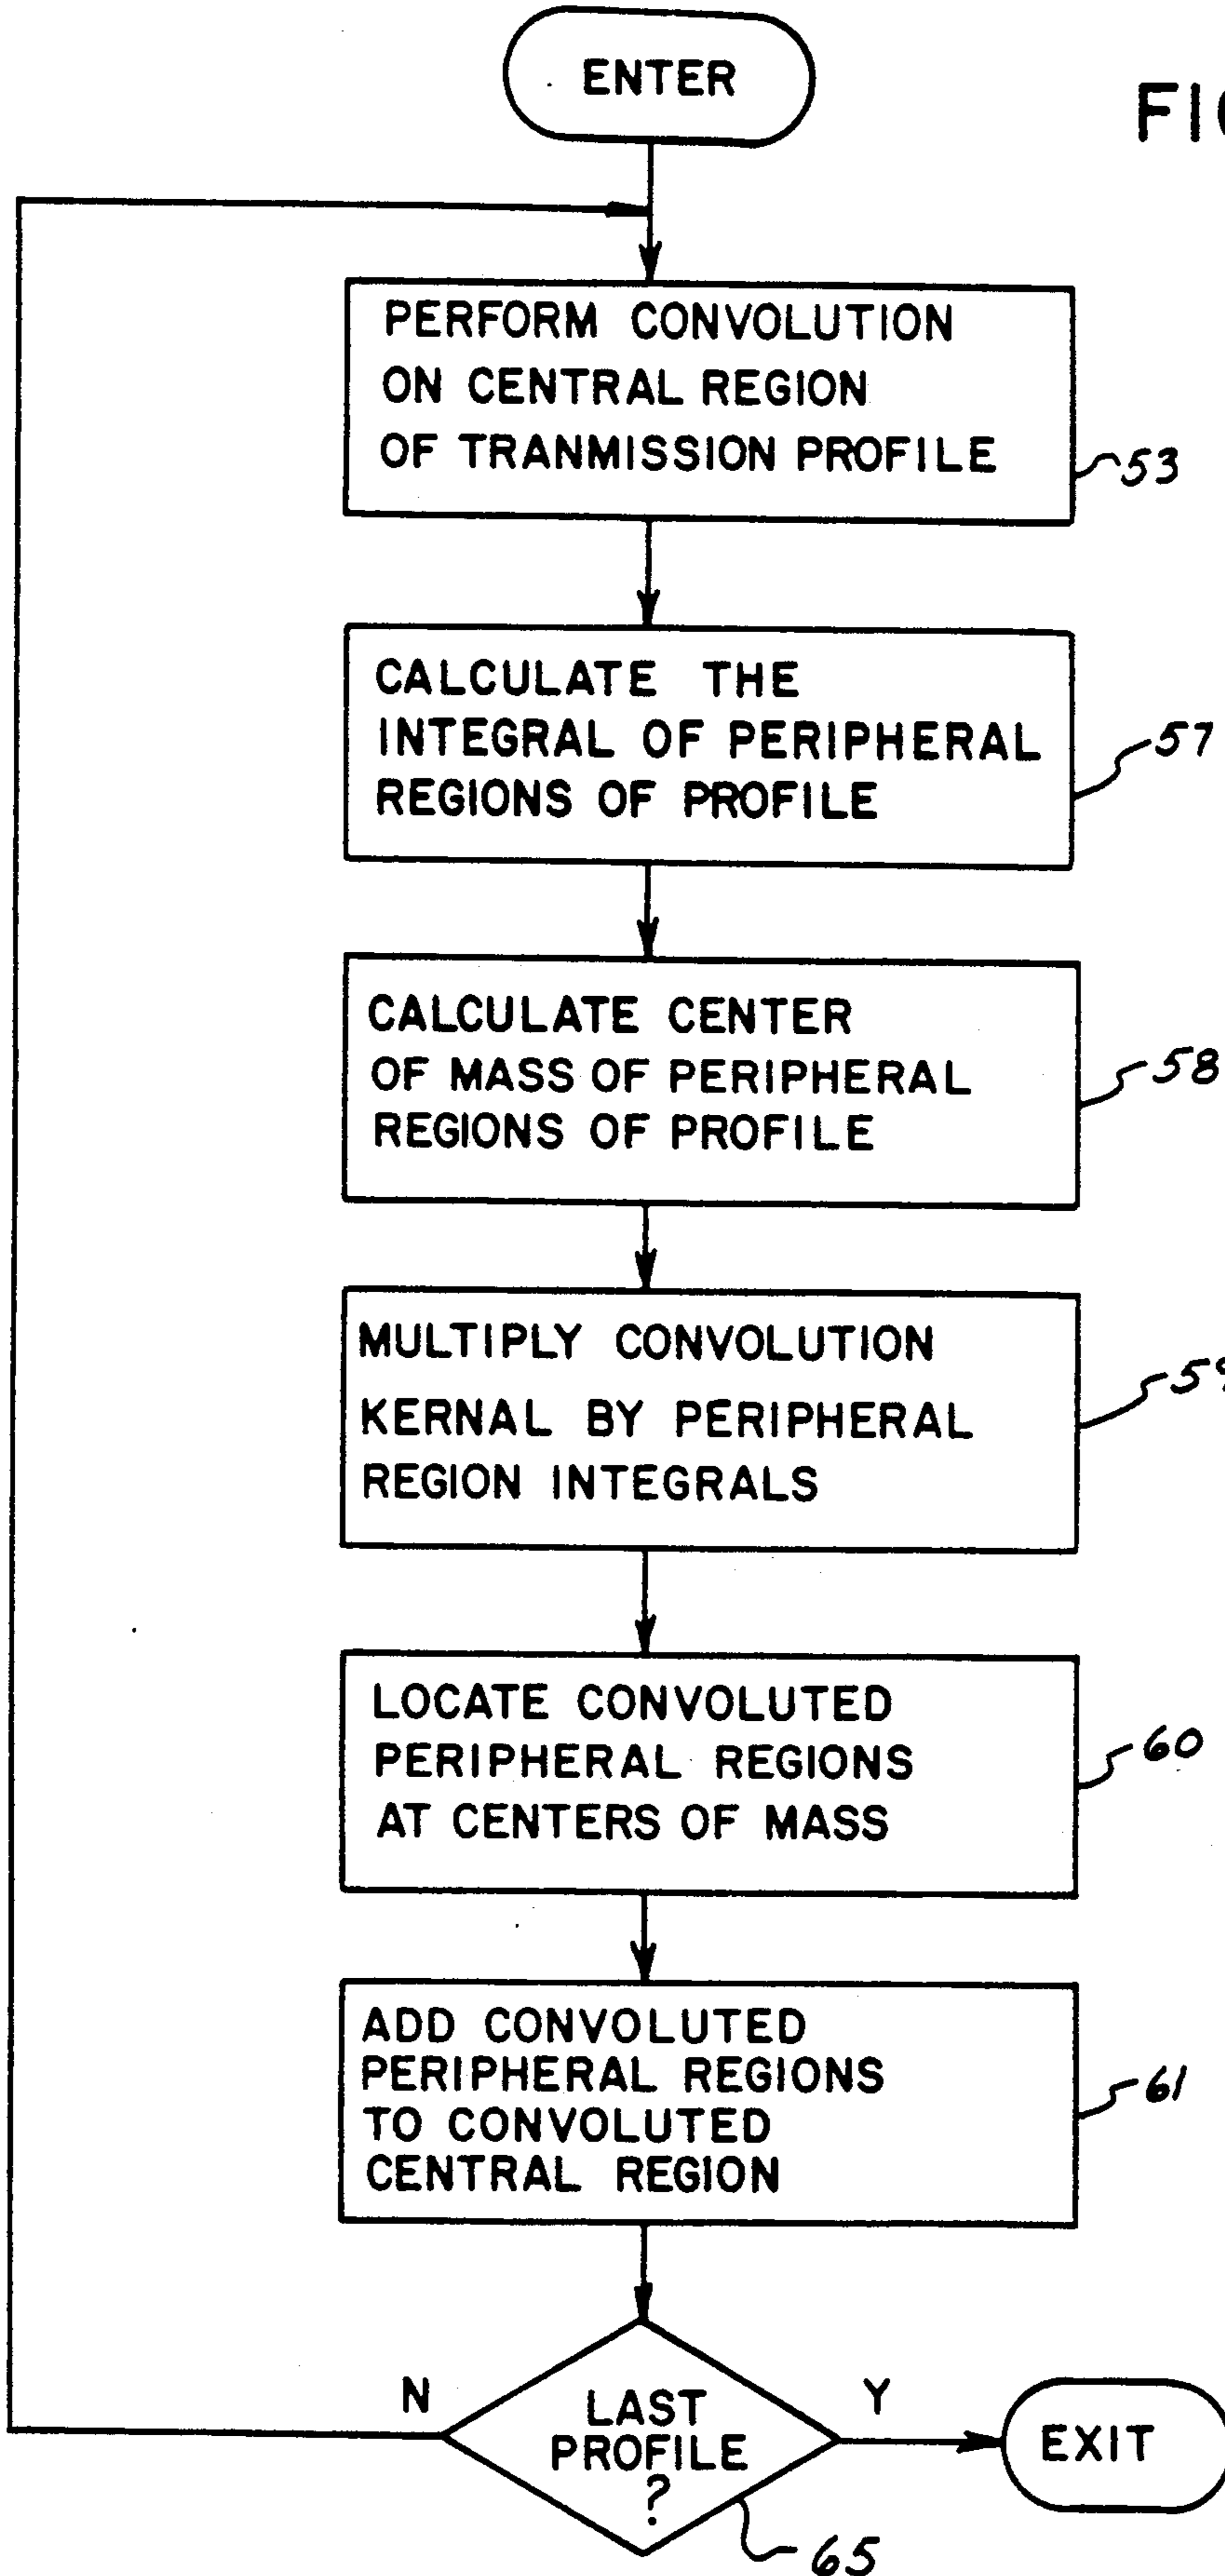 ENTER
PERFORM CONVOLUTION
ON CENTRAL REGION
OF TRANMISSION PROFILE
53
CALCULATE THE
INTEGRAL OF PERIPHERAL
REGIONS OF PROFILE
57
CALCULATE CENTER
OF MASS OF PERIPHERAL
REGIONS OF PROFILE
58
MULTIPLY CONVOLUTION
KERNAL BY PERIPHERAL
REGION INTEGRALS
LOCATE CONVOLUTED
PERIPHERAL REGIONS
AT CENTERS OF MASS
60
ADD CONVOLUTED
PERIPHERAL REGIONS
TO CONVOLUTED
CENTRAL REGION
61
N
LAST
PROFILE
?
Y
EXIT
65